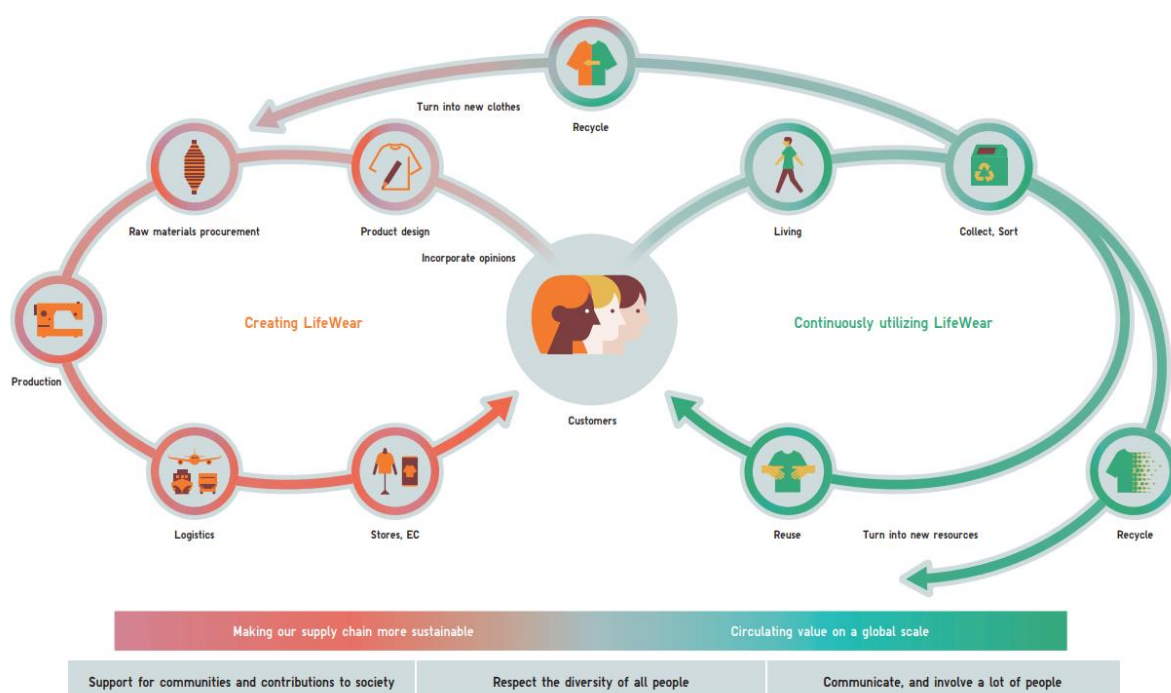 Turn into new clothes
Recycle
Raw materials procurement
Product design
Living
Collect, Sort
Incorporate opinions
Creating LifeWear
Continuously utilizing LifeWear
Production
Customers
Logistics
Stores, EC
Reuse
Turn into new resources
Recycle
Making our supply chain more sustainable
Circulating value on a global scale
Support for communities and contributions to society
Respect the diversity of all people
Communicate, and involve a lot of people